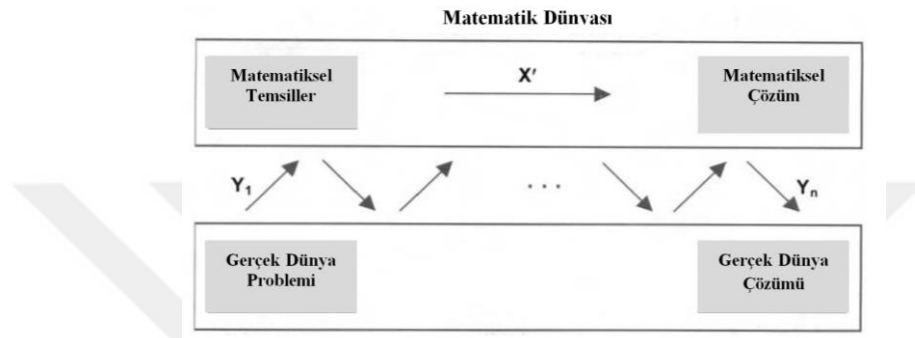 Matematik Dünyası
Matematiksel
Temsiller
X'
Matematiksel
Çözüm
Y₁
. . .
Yₙ
Gerçek Dünya
Problemi
Gerçek Dünya
Çözümü